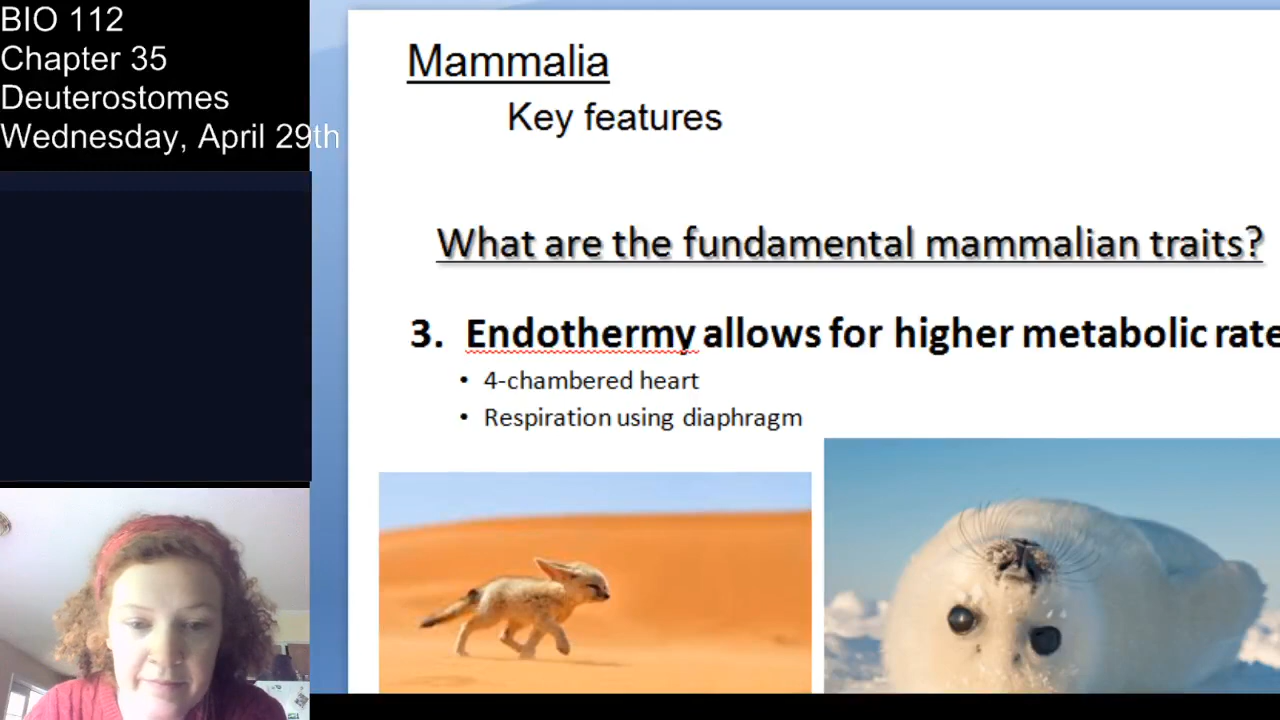 BIO 112
Chapter 35
Deuterostomes
Wednesday, April 29th
Mammalia
Key features
What are the fundamental mammalian traits?
3. Endothermy allows for higher metabolic rate
• 4-chambered heart
• Respiration using diaphragm